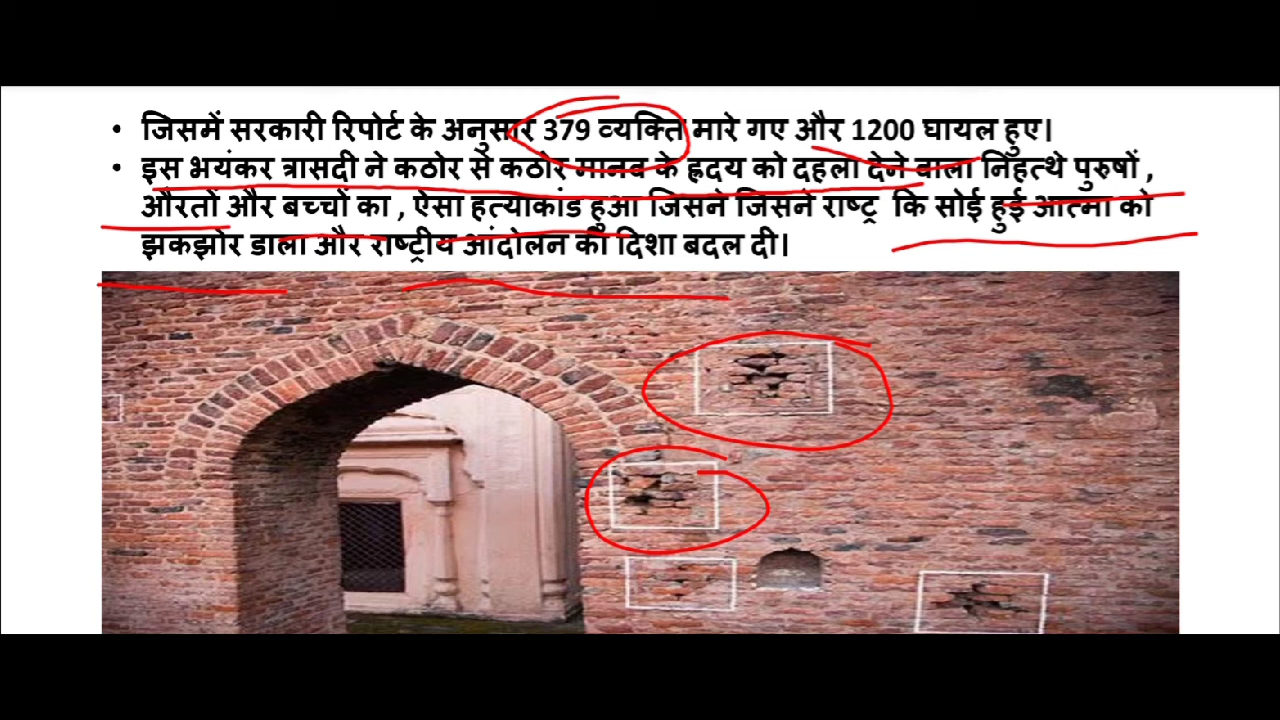 • जिसमें सरकारी रिपोर्ट के अनुसार 379 व्यक्ति मारे गए और 1200 घायल हुए।
• इस भयंकर त्रासदी ने कठोर से कठोर मानव के ह्रदय को दहला देने वाला निहत्थे पुरुषों ,
औरतों और बच्चों का , ऐसा हत्याकांड हुआ जिसने जिसने राष्ट्र कि सोई हुई आत्मा को
झकझोर डाला और राष्ट्रीय आंदोलन की दिशा बदल दी।